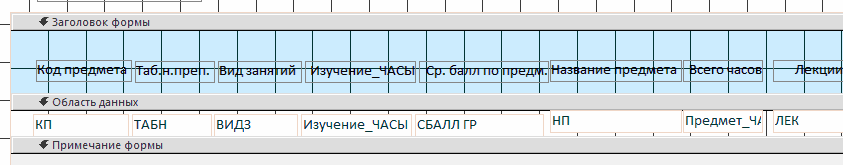 Заголовок формы
Код предмета Таб.н.преп. Вид занятий Изучение_ЧАСЫ Ср. балл по предм. Название предмета Всего часов Лекции
Область данных
КП ТАБН ВИДЗ Изучение_ЧАСЫ СБАЛЛ ГР НП Предмет_ЧА ЛЕК
Примечание формы